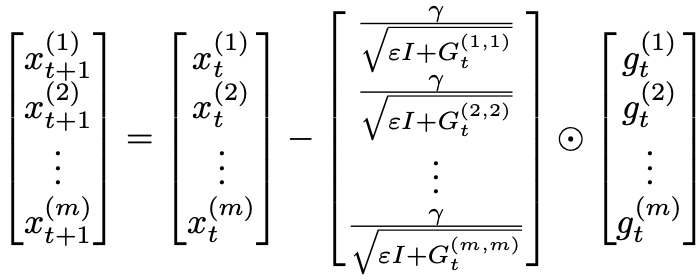 \begin{bmatrix} x_{t+1}^{(1)} \\ x_{t+1}^{(2)} \\ \vdots \\ x_{t+1}^{(m)} \end{bmatrix} = \begin{bmatrix} x_t^{(1)} \\ x_t^{(2)} \\ \vdots \\ x_t^{(m)} \end{bmatrix} - \begin{bmatrix} \frac{\gamma}{\sqrt{\varepsilon I + G_t^{(1,1)}}} \\ \frac{\gamma}{\sqrt{\varepsilon I + G_t^{(2,2)}}} \\ \vdots \\ \frac{\gamma}{\sqrt{\varepsilon I + G_t^{(m,m)}}} \end{bmatrix} \odot \begin{bmatrix} g_t^{(1)} \\ g_t^{(2)} \\ \vdots \\ g_t^{(m)} \end{bmatrix}